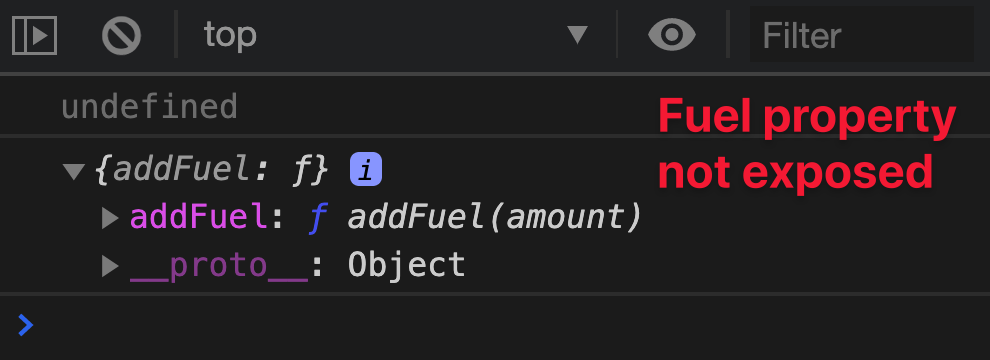 top
Filter
undefined
Fuel property
not exposed
{addFuel: ƒ} i
addFuel: ƒ addFuel(amount)
__proto__: Object